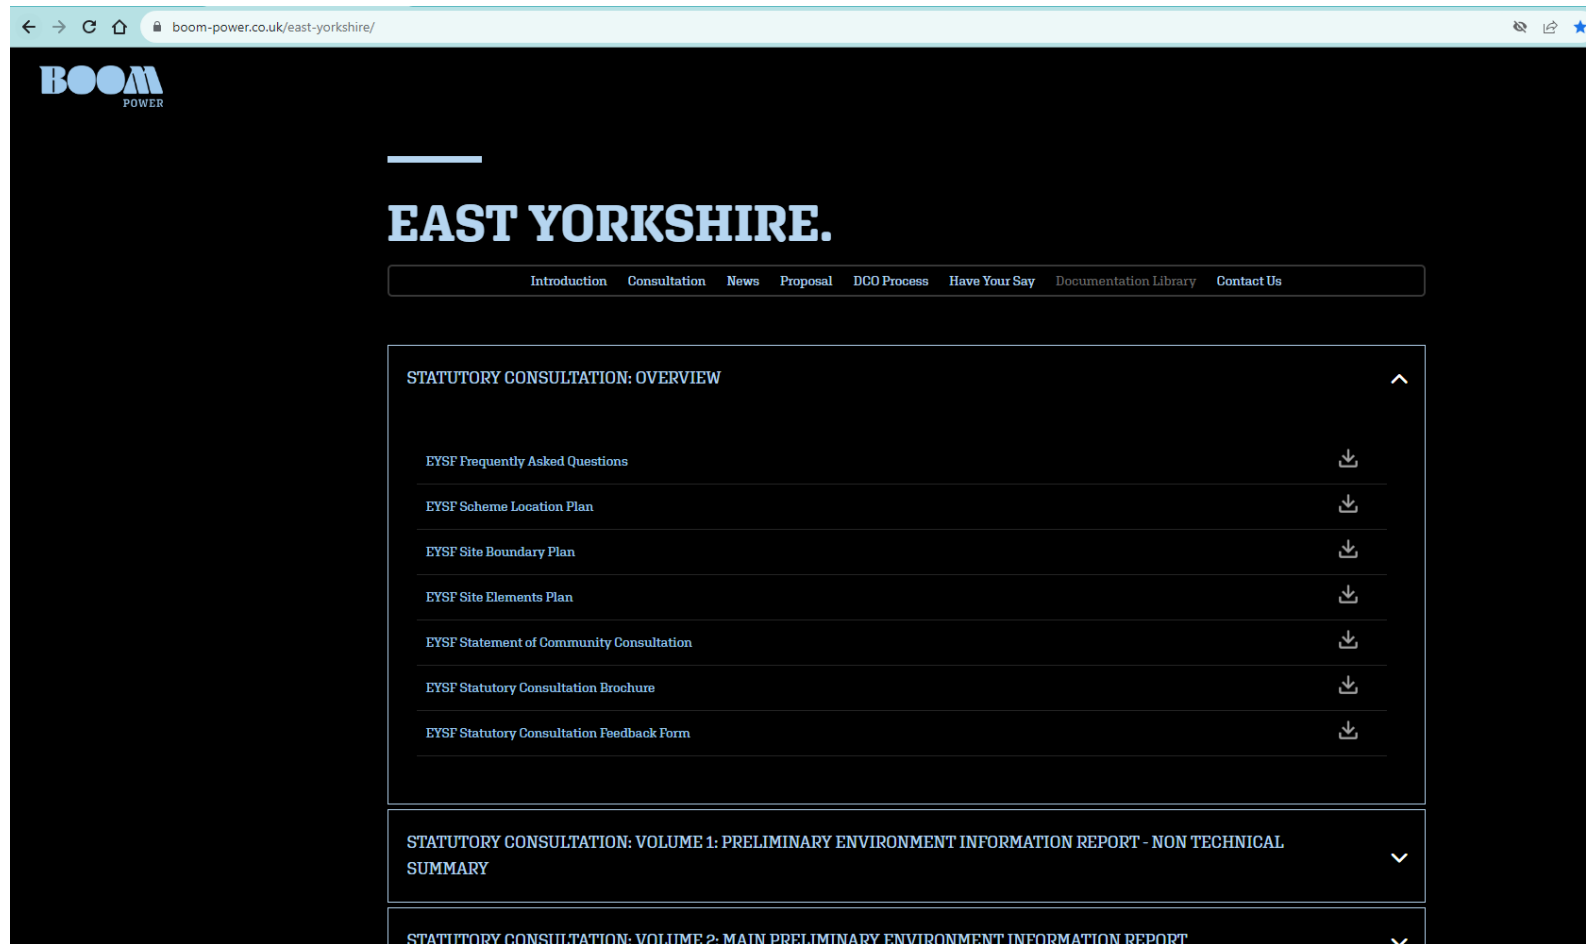 boom-power.co.uk/east-yorkshire/
BOOM
POWER
EAST YORKSHIRE.
Introduction Consultation News Proposal DCO Process Have Your Say Documentation Library Contact Us
STATUTORY CONSULTATION: OVERVIEW
EYSF Frequently Asked Questions
EYSF Scheme Location Plan
EYSF Site Boundary Plan
EYSF Site Elements Plan
EYSF Statement of Community Consultation
EYSF Statutory Consultation Brochure
EYSF Statutory Consultation Feedback Form
STATUTORY CONSULTATION: VOLUME 1: PRELIMINARY ENVIRONMENT INFORMATION REPORT - NON TECHNICAL
SUMMARY
STATUTORY CONSULTATION: VOLUME 2: MAIN PRELIMINARY ENVIRONMENT INFORMATION REPORT